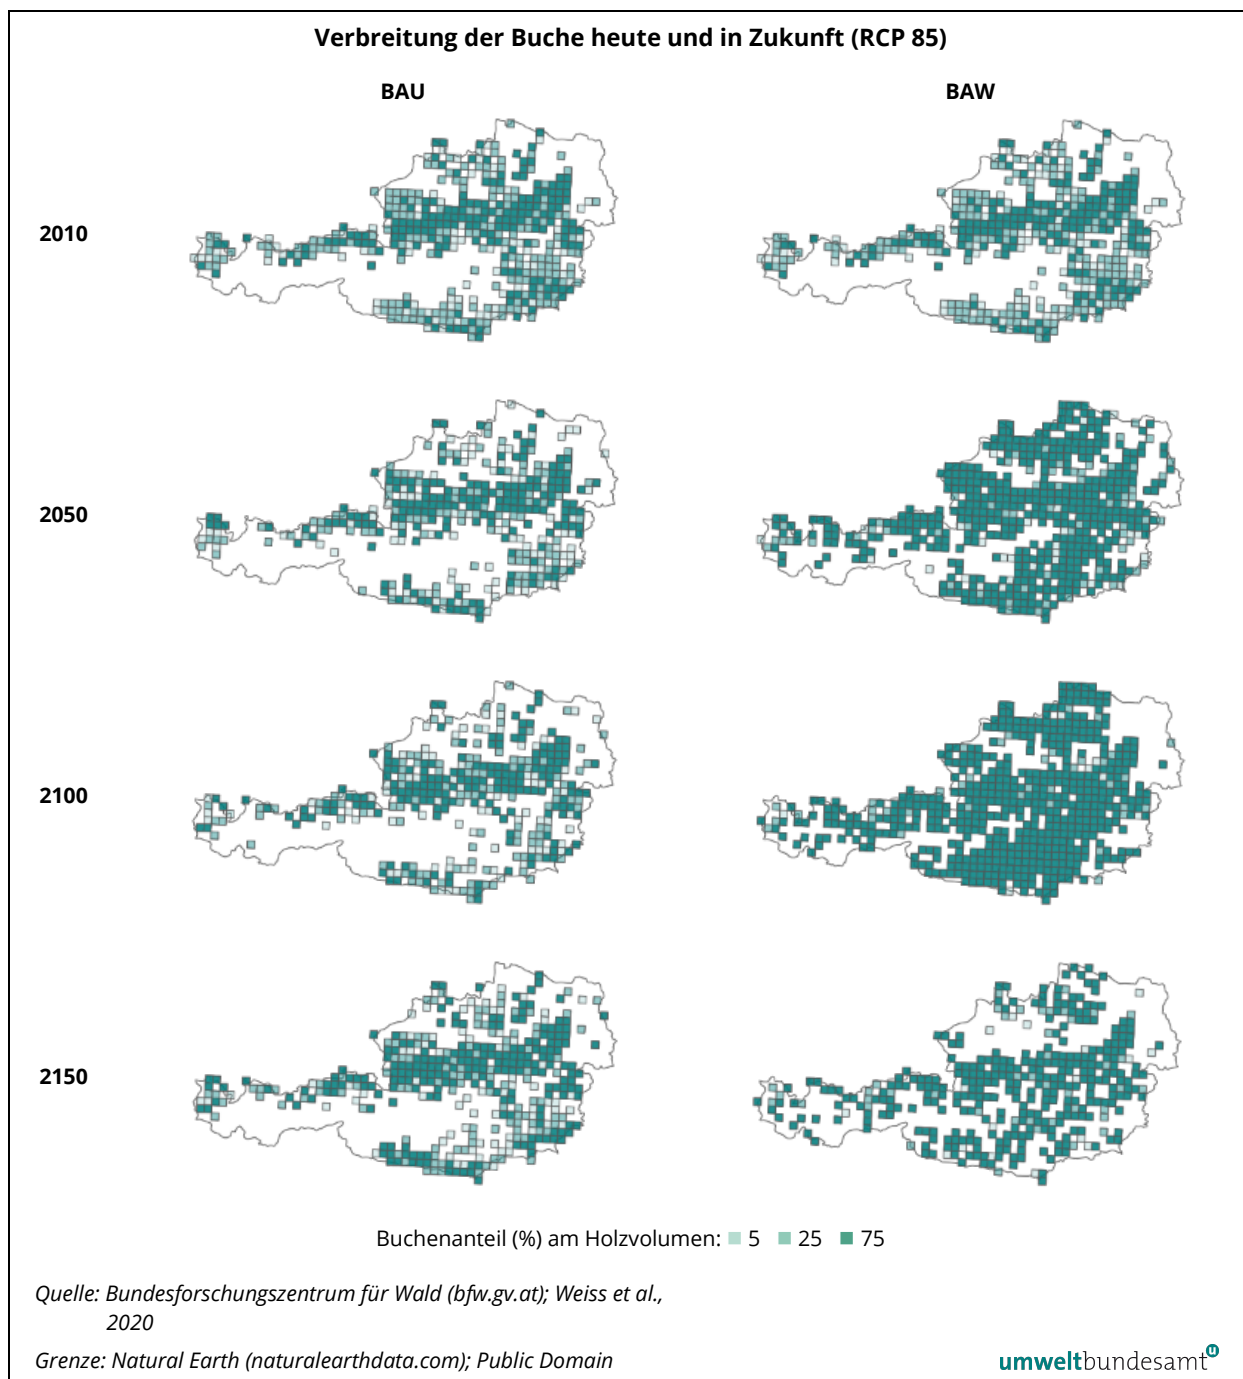 Verbreitung der Buche heute und in Zukunft (RCP 85)
BAU BAW
2010
2050
2100
2150
Buchenanteil (%) am Holzvolumen: 5 25 75
Quelle: Bundesforschungszentrum für Wald (bfw.gv.at); Weiss et al.,
2020
Grenze: Natural Earth (naturalearthdata.com); Public Domain
umweltbundesamt u